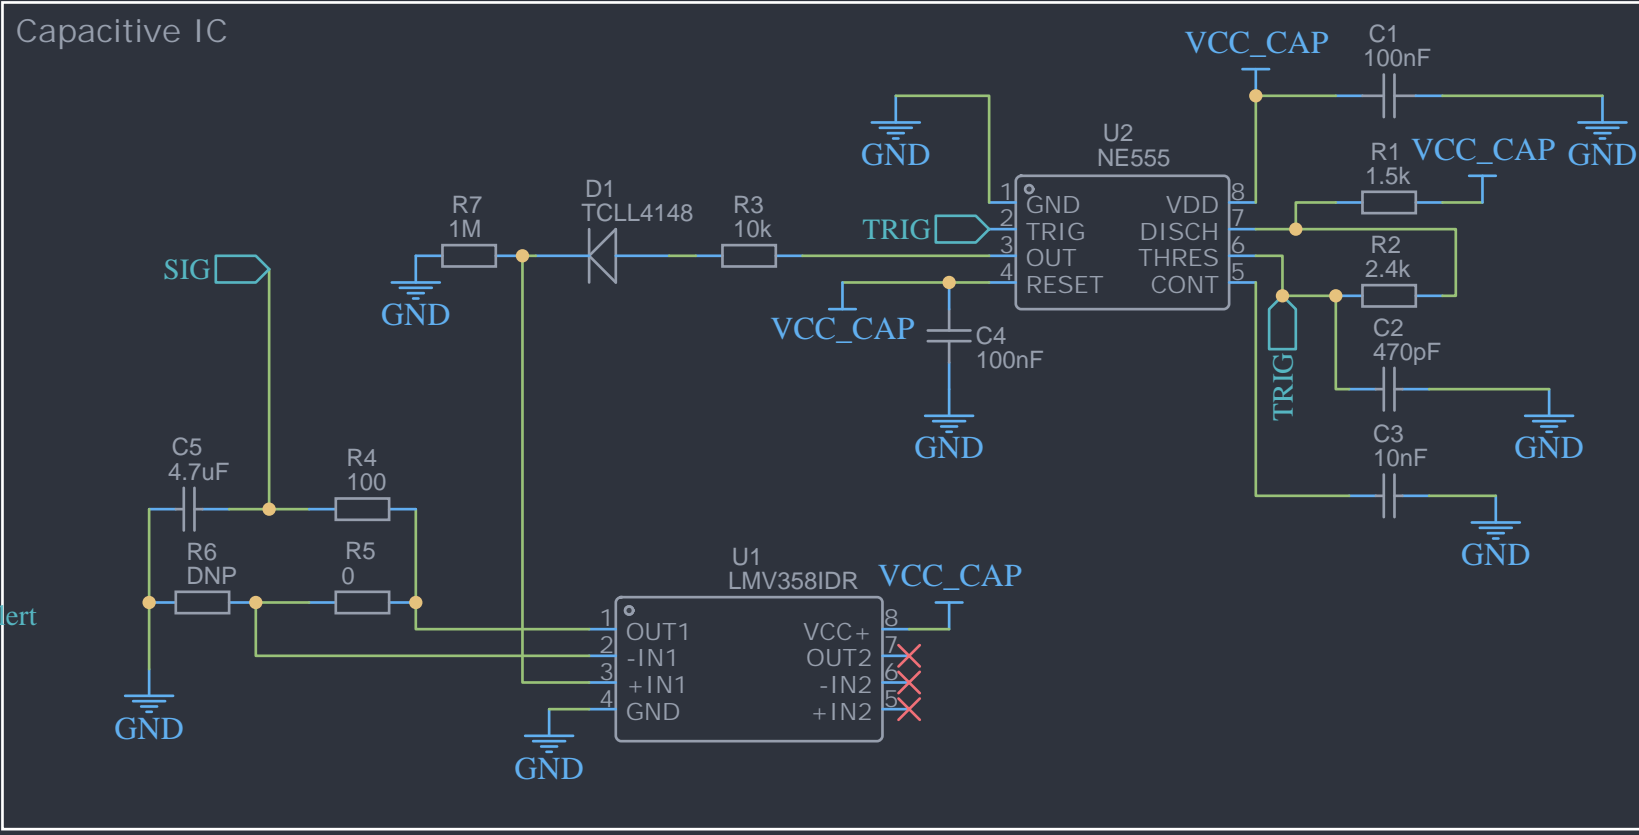 Capacitive IC
C1
100nF
VCC_CAP
GND
U2
NE555
R1
1.5k
VCC_CAP
GND
R7
1M
D1
TCLL4148
R3
10k
1
GND
VDD
8
TRIG
2
TRIG
DISCH
7
3
OUT
THRES
6
4
RESET
CONT
5
R2
2.4k
SIG
GND
VCC_CAP
C4
100nF
TRIG
C2
470pF
GND
GND
C5
4.7uF
R4
100
C3
10nF
GND
R6
DNP
R5
0
U1
LMV358IDR
VCC_CAP
lert
1
OUT1
VCC+
8
2
-IN1
OUT2
7
3
+IN1
-IN2
6
4
GND
+IN2
5
GND
GND